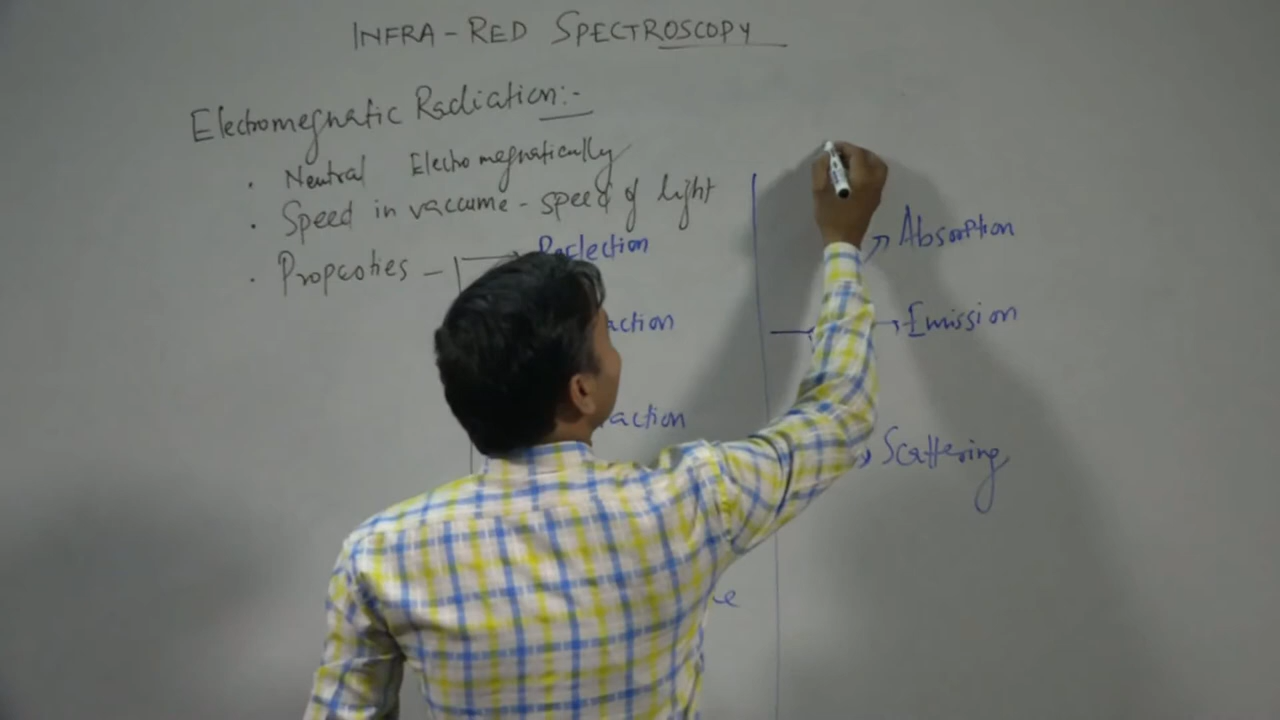 INFRA-RED SPECTROSCOPY
Electromegnatic Radiation:-
. Neutral Electromegnatically
. Speed in vaccume - speed of light
. Propeoties - Reflection
action
action
Absorption
Emission
Scattering